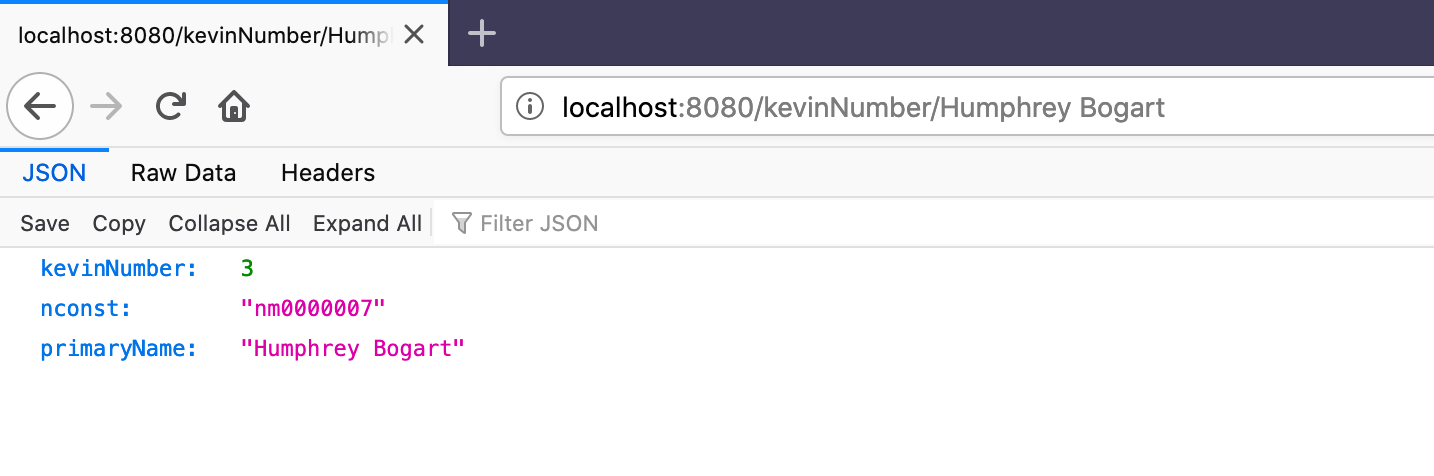 localhost:8080/kevinNumber/Hump
localhost:8080/kevinNumber/Humphrey Bogart
JSON Raw Data Headers
Save Copy Collapse All Expand All Filter JSON
kevinNumber: 3
nconst: "nm0000007"
primaryName: "Humphrey Bogart"